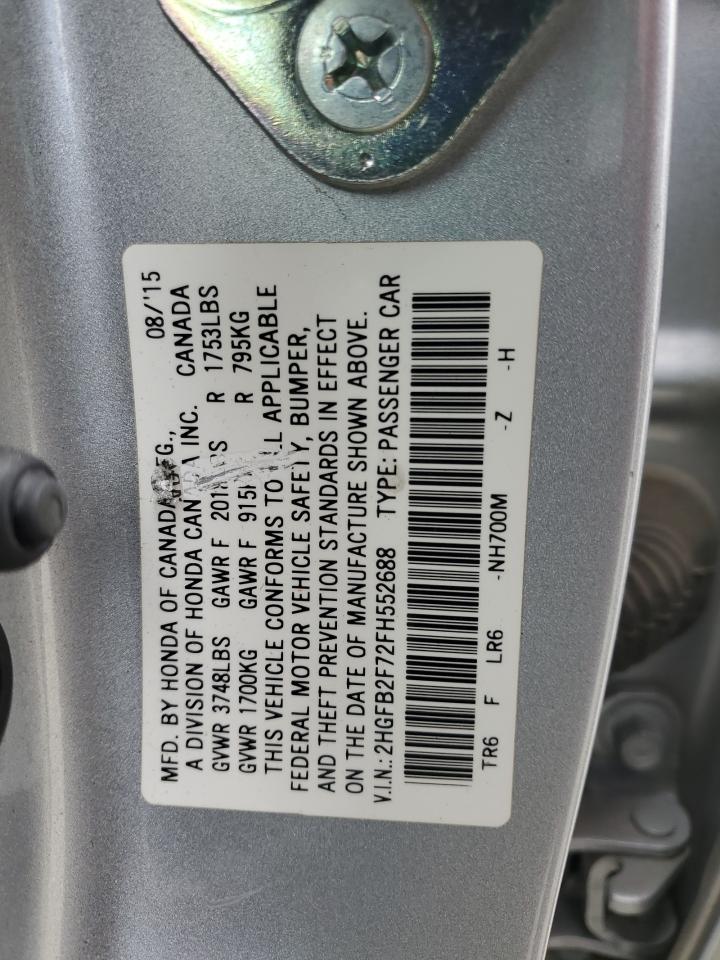 MFD. BY HONDA OF CANADA 08/'15
A DIVISION OF HONDA INC. CANADA
GVWR 3748LBS GAWR F R 1753LBS
GVWR 1700KG GAWR F R 795KG
THIS VEHICLE CONFORMS TO APPLICABLE
FEDERAL MOTOR VEHICLE SAFETY, BUMPER,
AND THEFT PREVENTION STANDARDS IN EFFECT
ON THE DATE OF MANUFACTURE SHOWN ABOVE.
V.I.N.: 2HGFB2F72FH552688 TYPE: PASSENGER CAR
TR6 F LR6 -NH700M -Z -H